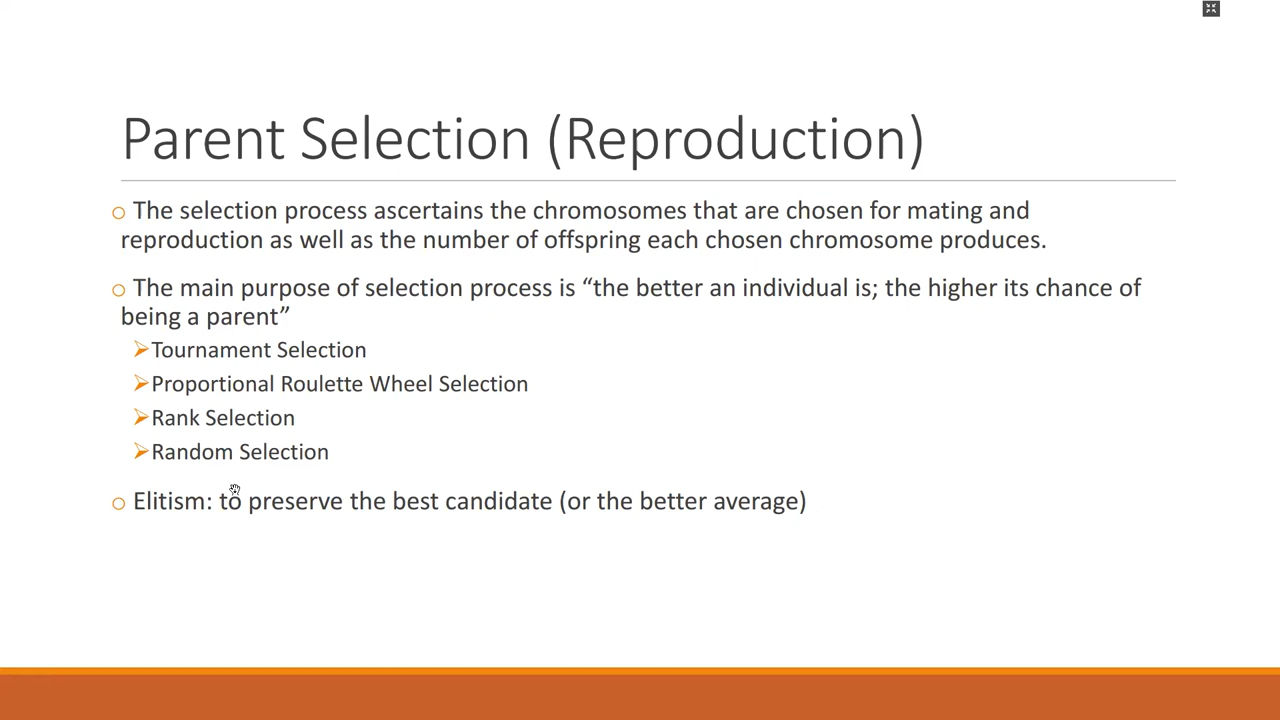 Parent Selection (Reproduction)
The selection process ascertains the chromosomes that are chosen for mating and
reproduction as well as the number of offspring each chosen chromosome produces.
The main purpose of selection process is “the better an individual is; the higher its chance of
being a parent”
Tournament Selection
Proportional Roulette Wheel Selection
Rank Selection
Random Selection
Elitism: to preserve the best candidate (or the better average)